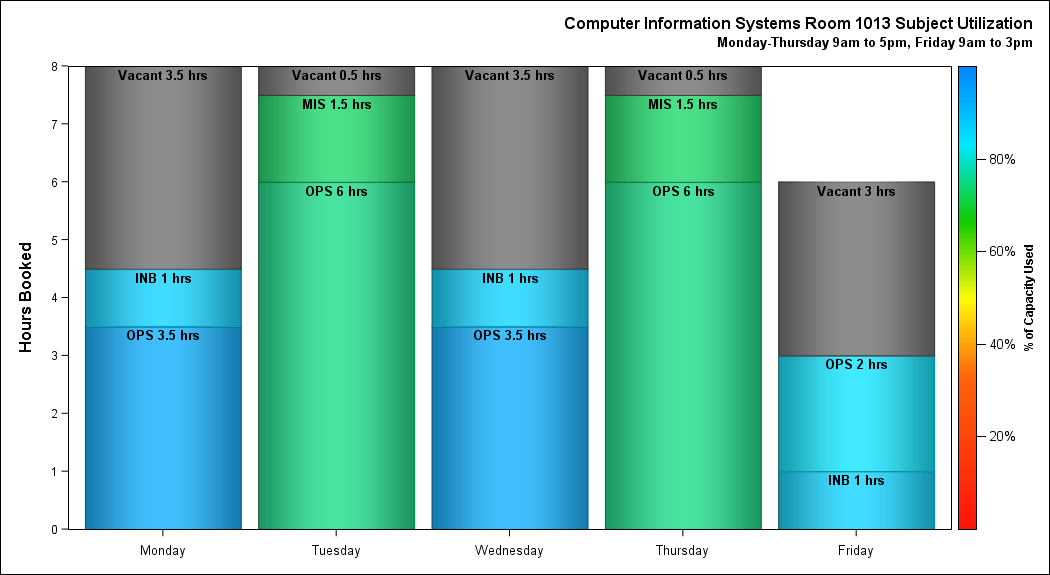 Computer Information Systems Room 1013 Subject Utilization
Monday-Thursday 9am to 5pm, Friday 9am to 3pm
Hours Booked
8
7
6
5
4
3
2
1
0
Vacant 3.5 hrs
INB 1 hrs
OPS 3.5 hrs
Vacant 0.5 hrs
MIS 1.5 hrs
OPS 6 hrs
Vacant 3.5 hrs
INB 1 hrs
OPS 3.5 hrs
Vacant 0.5 hrs
MIS 1.5 hrs
OPS 6 hrs
Vacant 3 hrs
OPS 2 hrs
INB 1 hrs
Monday
Tuesday
Wednesday
Thursday
Friday
80%
60%
40%
20%
% of Capacity Used